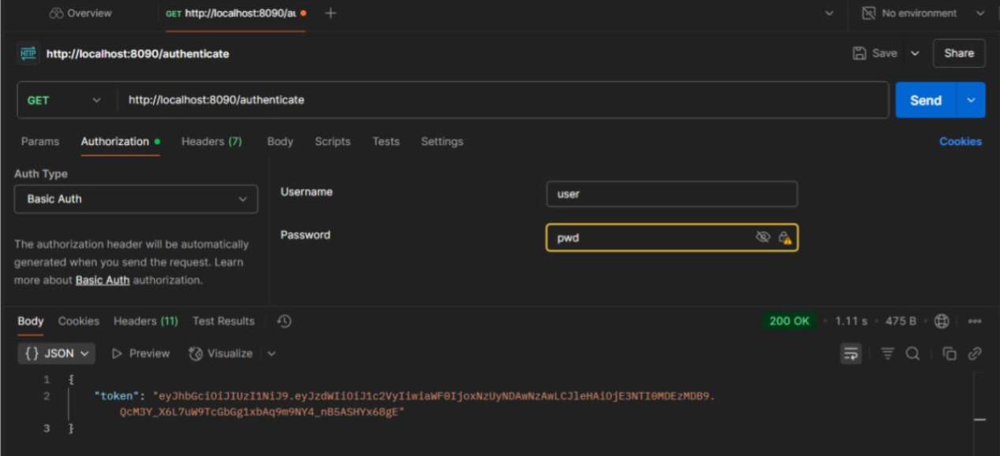 Overview
GET http://localhost:8090/au
No environment
HTTP http://localhost:8090/authenticate
Save
Share
GET
http://localhost:8090/authenticate
Send
Params Authorization Headers (7) Body Scripts Tests Settings
Cookies
Auth Type
Basic Auth
The authorization header will be automatically
generated when you send the request. Learn
more about Basic Auth authorization.
Username
user
Password
pwd
Body Cookies Headers (11) Test Results
200 OK • 1.11 s • 475 B
{} JSON Preview Visualize
1 {
2 "token": "eyJhbGciOiJIUzI1NiJ9.eyJzdWIiOiJ1c2VyIiwiaWF0IjoxNzUyNDAwNzAwLCJleHAiOjE3NTI0MDEzMDB9.
QcM3Y_X6L7uW9TcGbGg1xbAq9m9NY4_nB5ASHYx68gE"
3 }